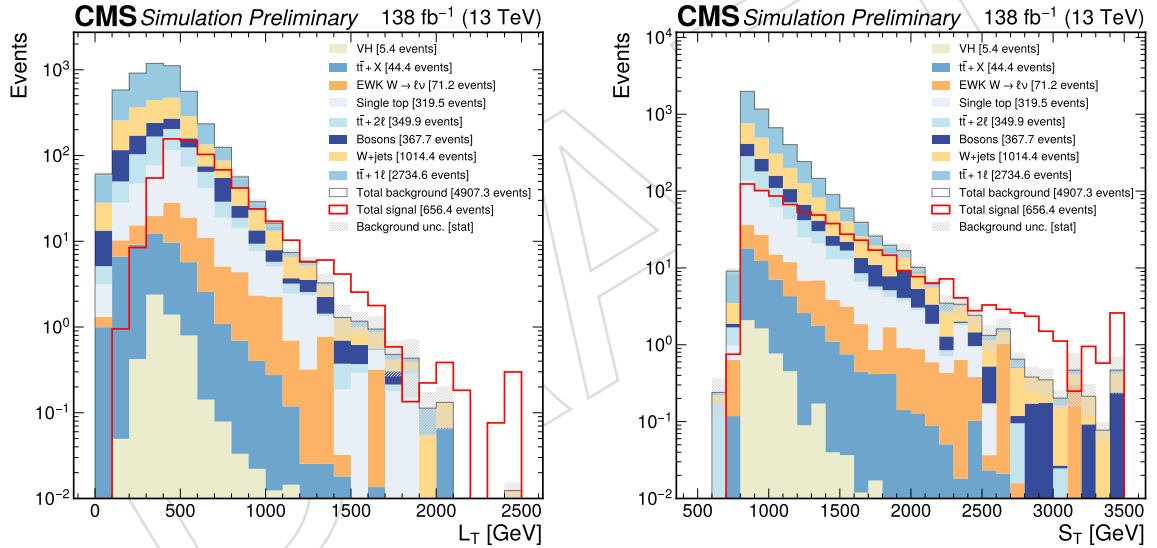 CMS Simulation Preliminary 138 fb⁻¹ (13 TeV)
Events
10³
10²
10¹
10⁰
10⁻¹
10⁻²
VH [5.4 events]
tt̄ + X [44.4 events]
EWK W → ℓν [71.2 events]
Single top [319.5 events]
tt̄ + 2ℓ [349.9 events]
Bosons [367.7 events]
W+jets [1014.4 events]
tt̄ + 1ℓ [2734.6 events]
Total background [4907.3 events]
Total signal [656.4 events]
Background unc. [stat]
0 500 1000 1500 2000 2500
L_T [GeV]
CMS Simulation Preliminary 138 fb⁻¹ (13 TeV)
Events
10⁴
10³
10²
10¹
10⁰
10⁻¹
10⁻²
VH [5.4 events]
tt̄ + X [44.4 events]
EWK W → ℓν [71.2 events]
Single top [319.5 events]
tt̄ + 2ℓ [349.9 events]
Bosons [367.7 events]
W+jets [1014.4 events]
tt̄ + 1ℓ [2734.6 events]
Total background [4907.3 events]
Total signal [656.4 events]
Background unc. [stat]
500 1000 1500 2000 2500 3000 3500
S_T [GeV]